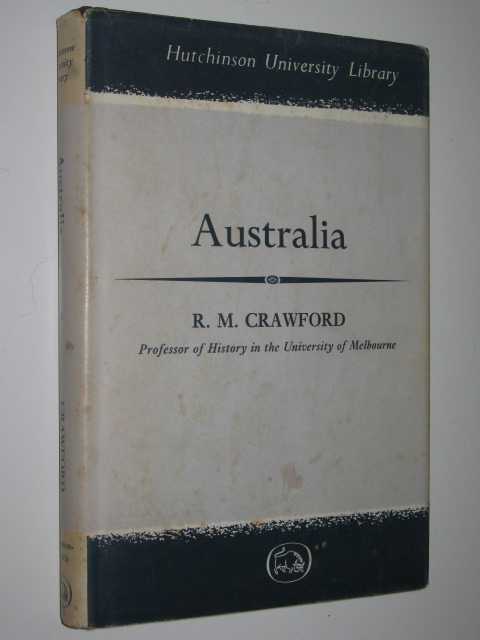 Hutchinson University Library
Australia
R. M. CRAWFORD
Professor of History in the University of Melbourne